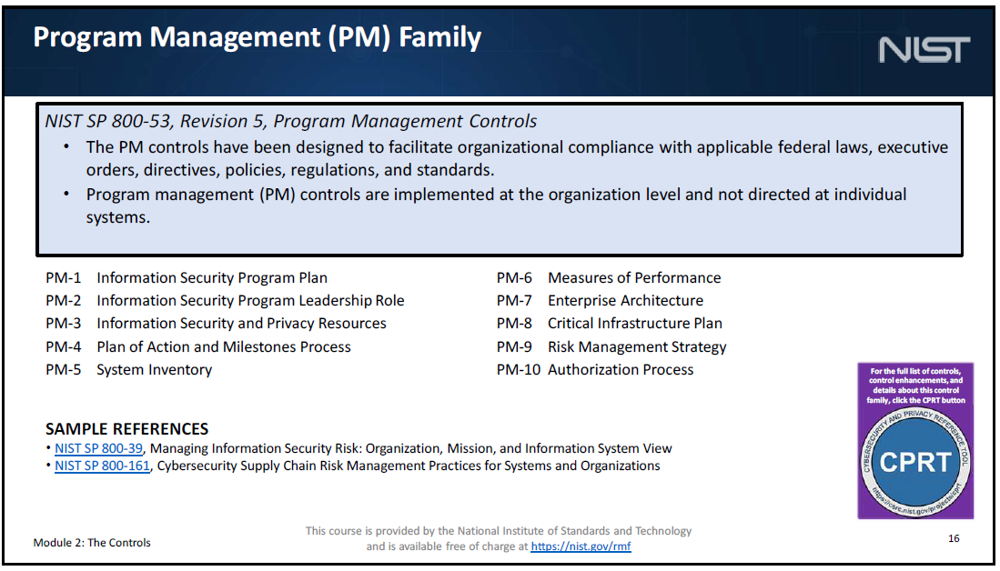 Program Management (PM) Family
NIST
NIST SP 800-53, Revision 5, Program Management Controls
• The PM controls have been designed to facilitate organizational compliance with applicable federal laws, executive
orders, directives, policies, regulations, and standards.
• Program management (PM) controls are implemented at the organization level and not directed at individual
systems.
PM-1 Information Security Program Plan
PM-2 Information Security Program Leadership Role
PM-3 Information Security and Privacy Resources
PM-4 Plan of Action and Milestones Process
PM-5 System Inventory
PM-6 Measures of Performance
PM-7 Enterprise Architecture
PM-8 Critical Infrastructure Plan
PM-9 Risk Management Strategy
PM-10 Authorization Process
For the full list of controls,
control enhancements, and
details about this control
family, click the CPRT button
CYBERSECURITY AND PRIVACY REFERENCE TOOL
CPRT
https://csrc.nist.gov/projects/cprt
SAMPLE REFERENCES
• NIST SP 800-39, Managing Information Security Risk: Organization, Mission, and Information System View
• NIST SP 800-161, Cybersecurity Supply Chain Risk Management Practices for Systems and Organizations
Module 2: The Controls
This course is provided by the National Institute of Standards and Technology
and is available free of charge at https://nist.gov/rmf
16